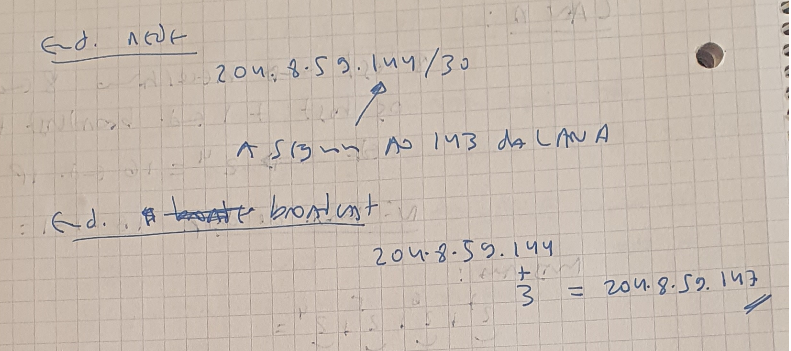 End. rede
204.8.59.144/30
A seguir ao 143 da LAN A
End. broadcast
204.8.59.144
+
3 = 204.8.59.147